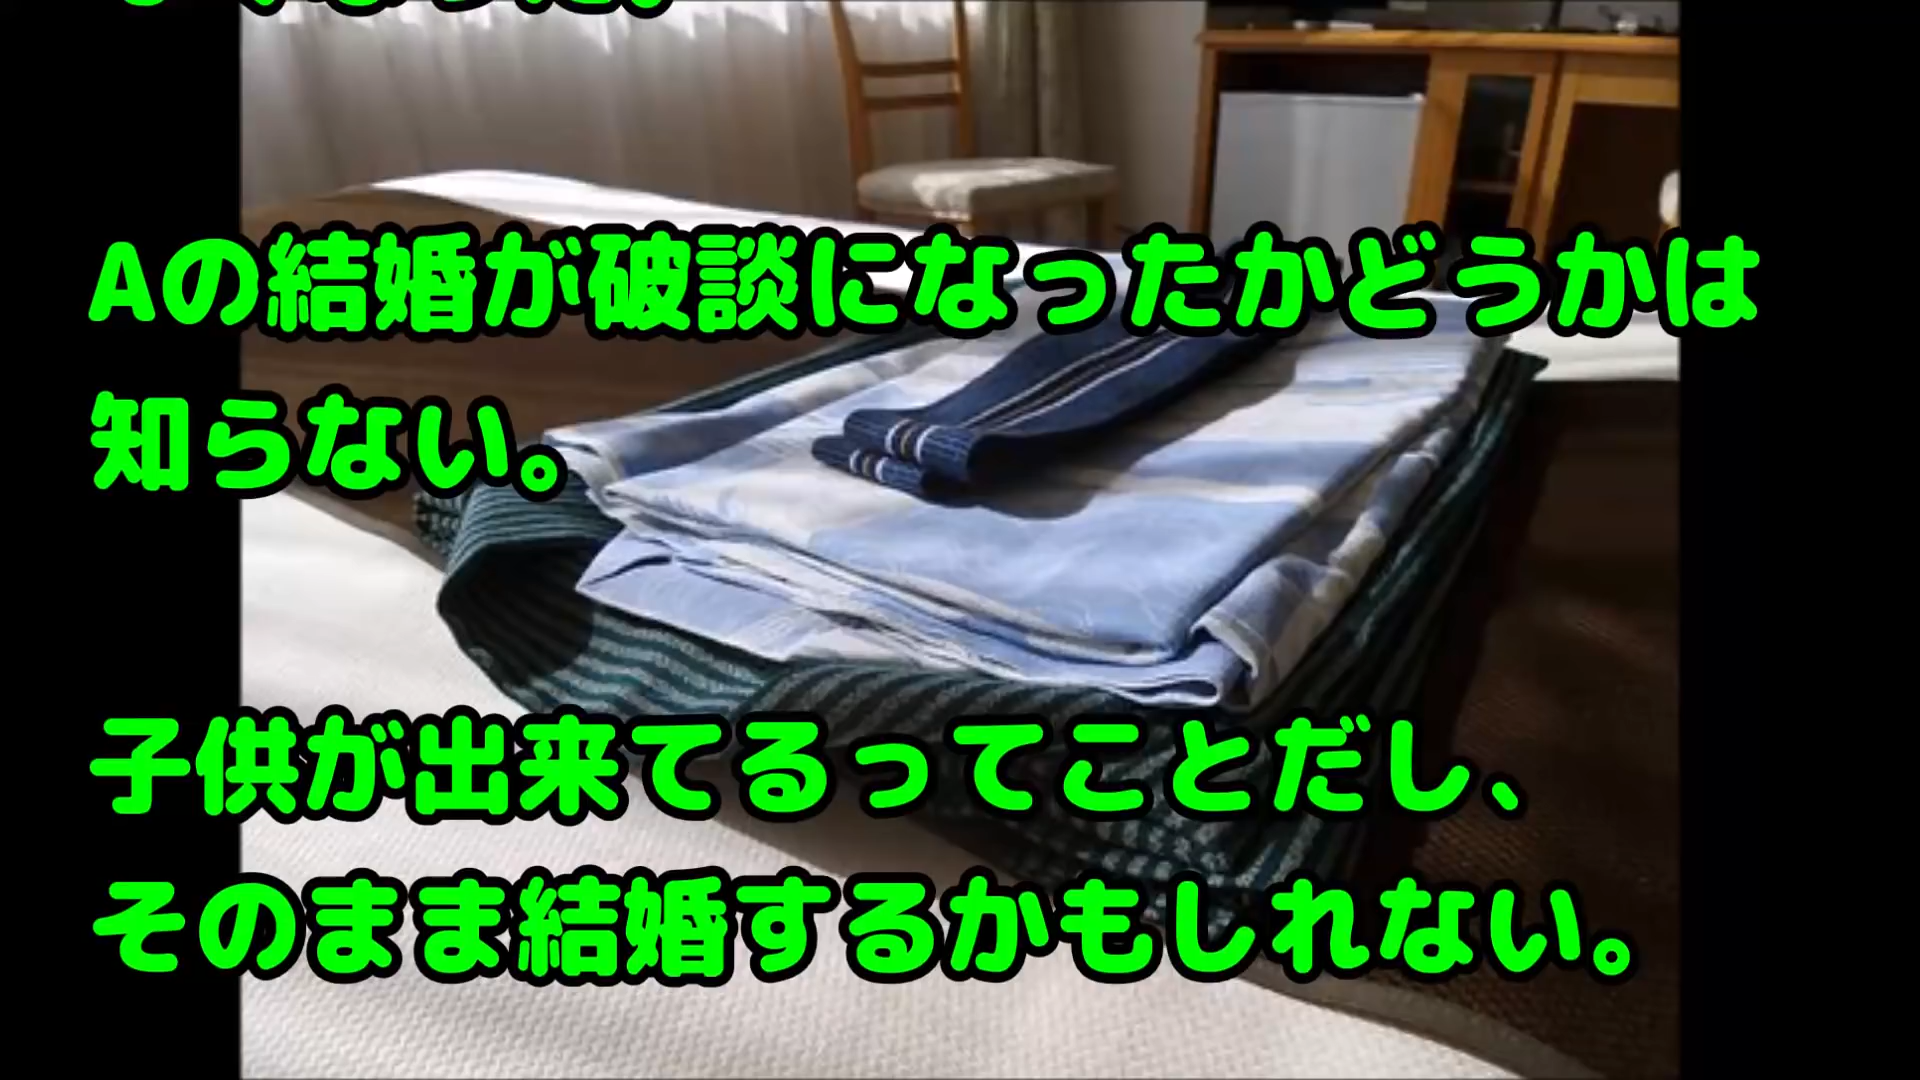 Aの結婚が破談になったかどうかは
知らない。
子供が出来てるってことだし、
そのまま結婚するかもしれない。